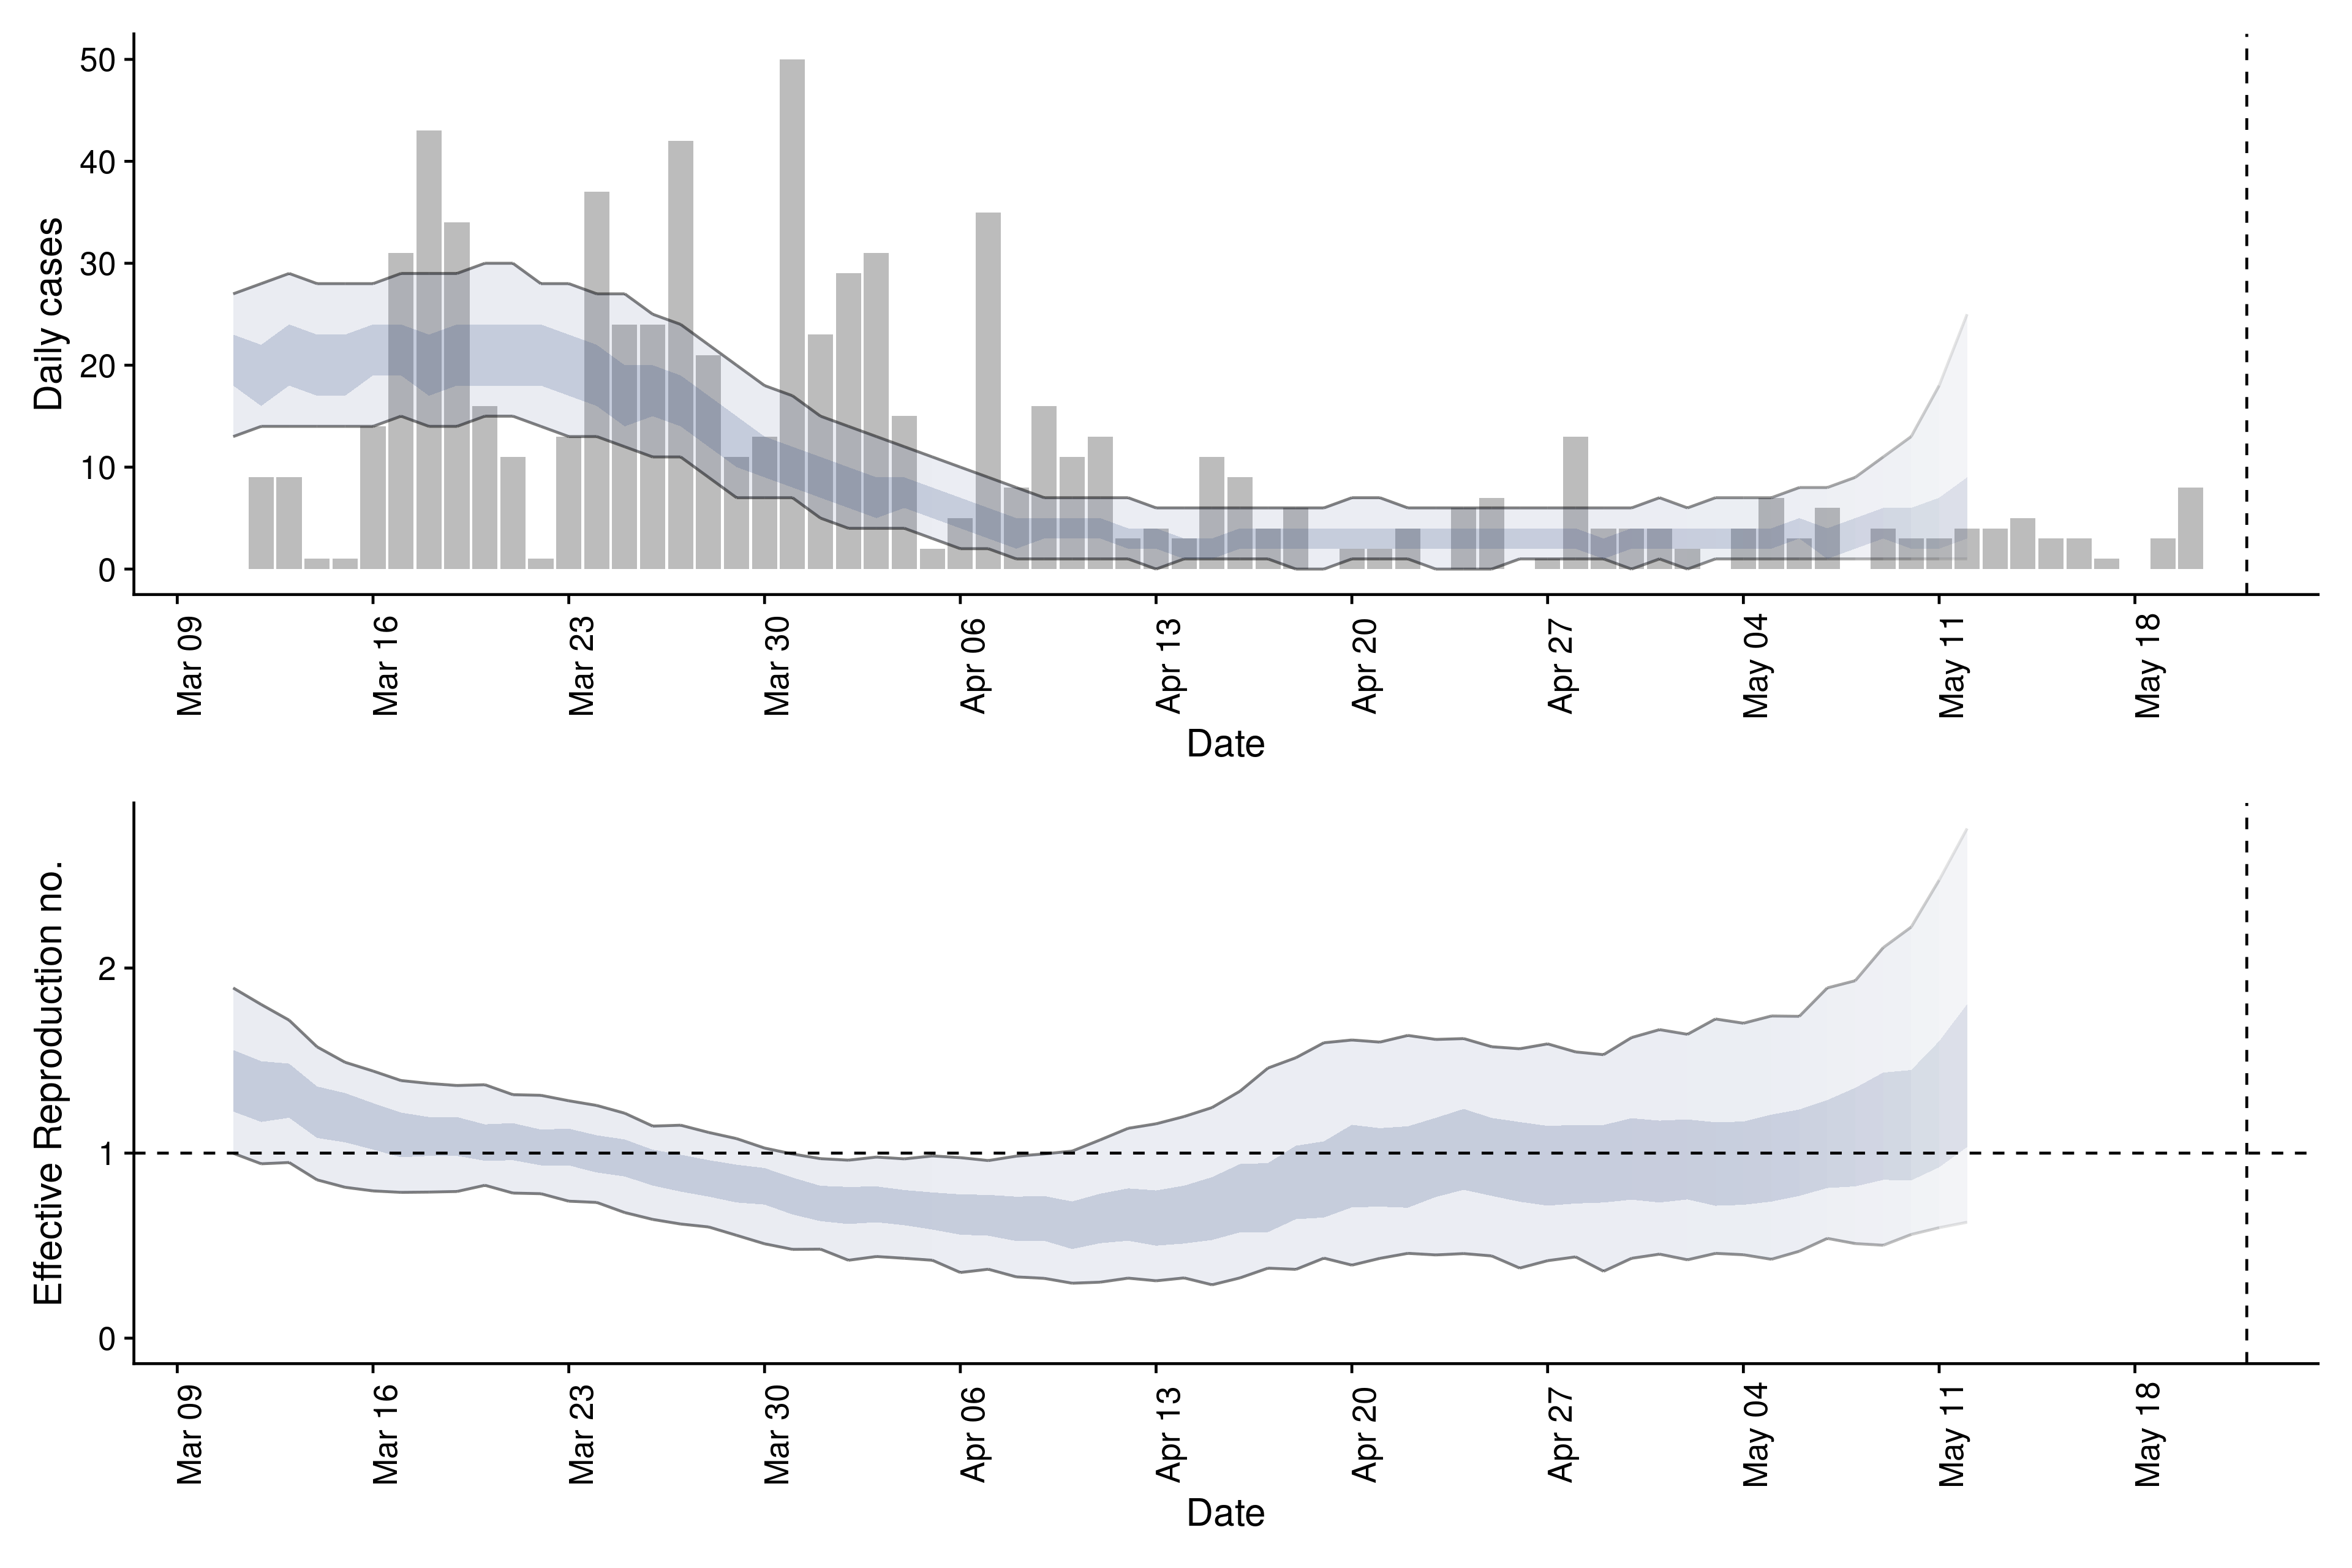 Daily cases
50
40
30
20
10
0
Mar 09
Mar 16
Mar 23
Mar 30
Apr 06
Apr 13
Apr 20
Apr 27
May 04
May 11
May 18
Date
Effective Reproduction no.
2
1
0
Mar 09
Mar 16
Mar 23
Mar 30
Apr 06
Apr 13
Apr 20
Apr 27
May 04
May 11
May 18
Date